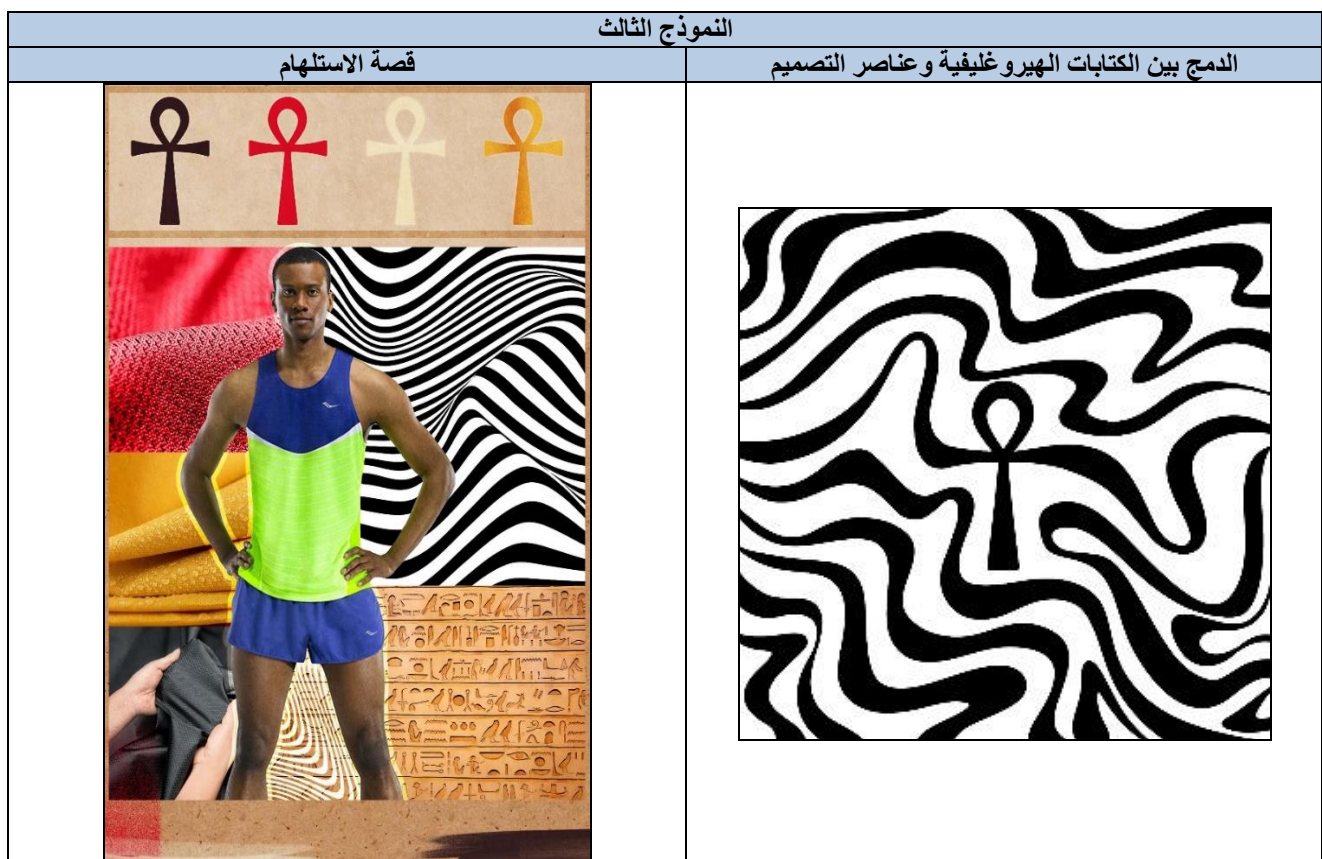 النموذج الثالث
قصة الاستلهام
الدمج بين الكتابات الهيروغليفية وعناصر التصميم